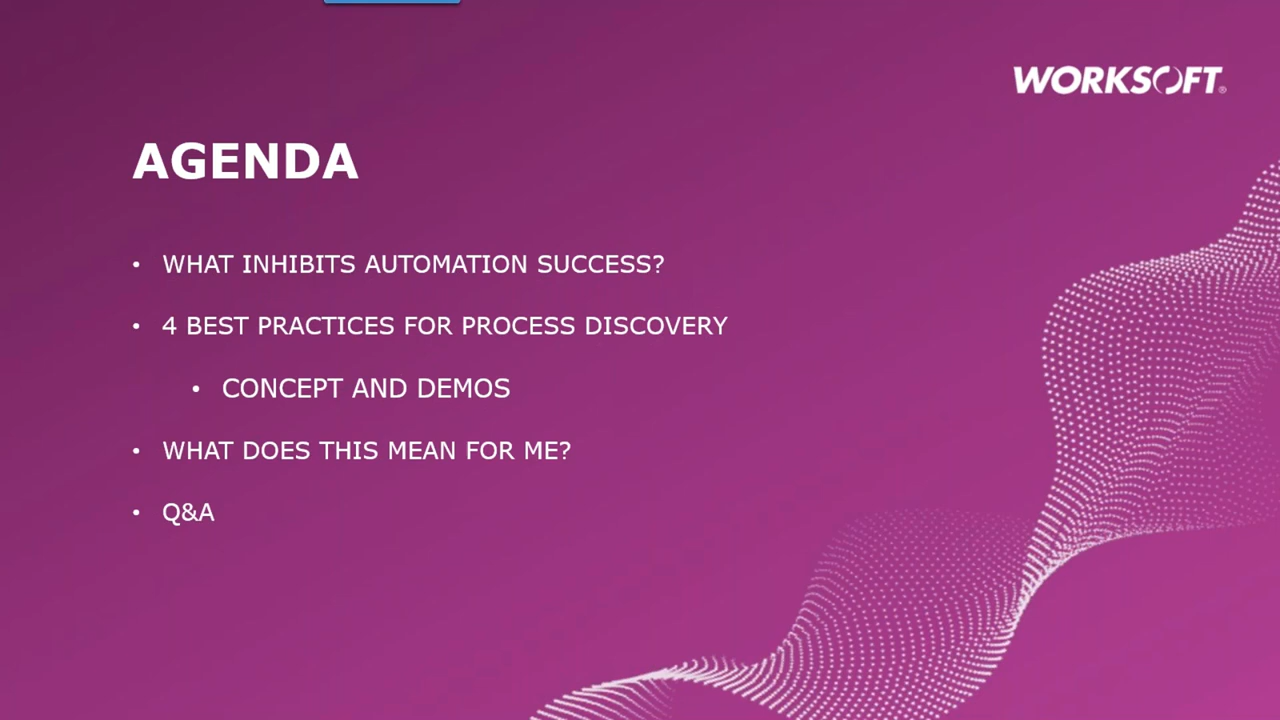 WORKSOFT®
AGENDA
• WHAT INHIBITS AUTOMATION SUCCESS?
• 4 BEST PRACTICES FOR PROCESS DISCOVERY
• CONCEPT AND DEMOS
• WHAT DOES THIS MEAN FOR ME?
• Q&A